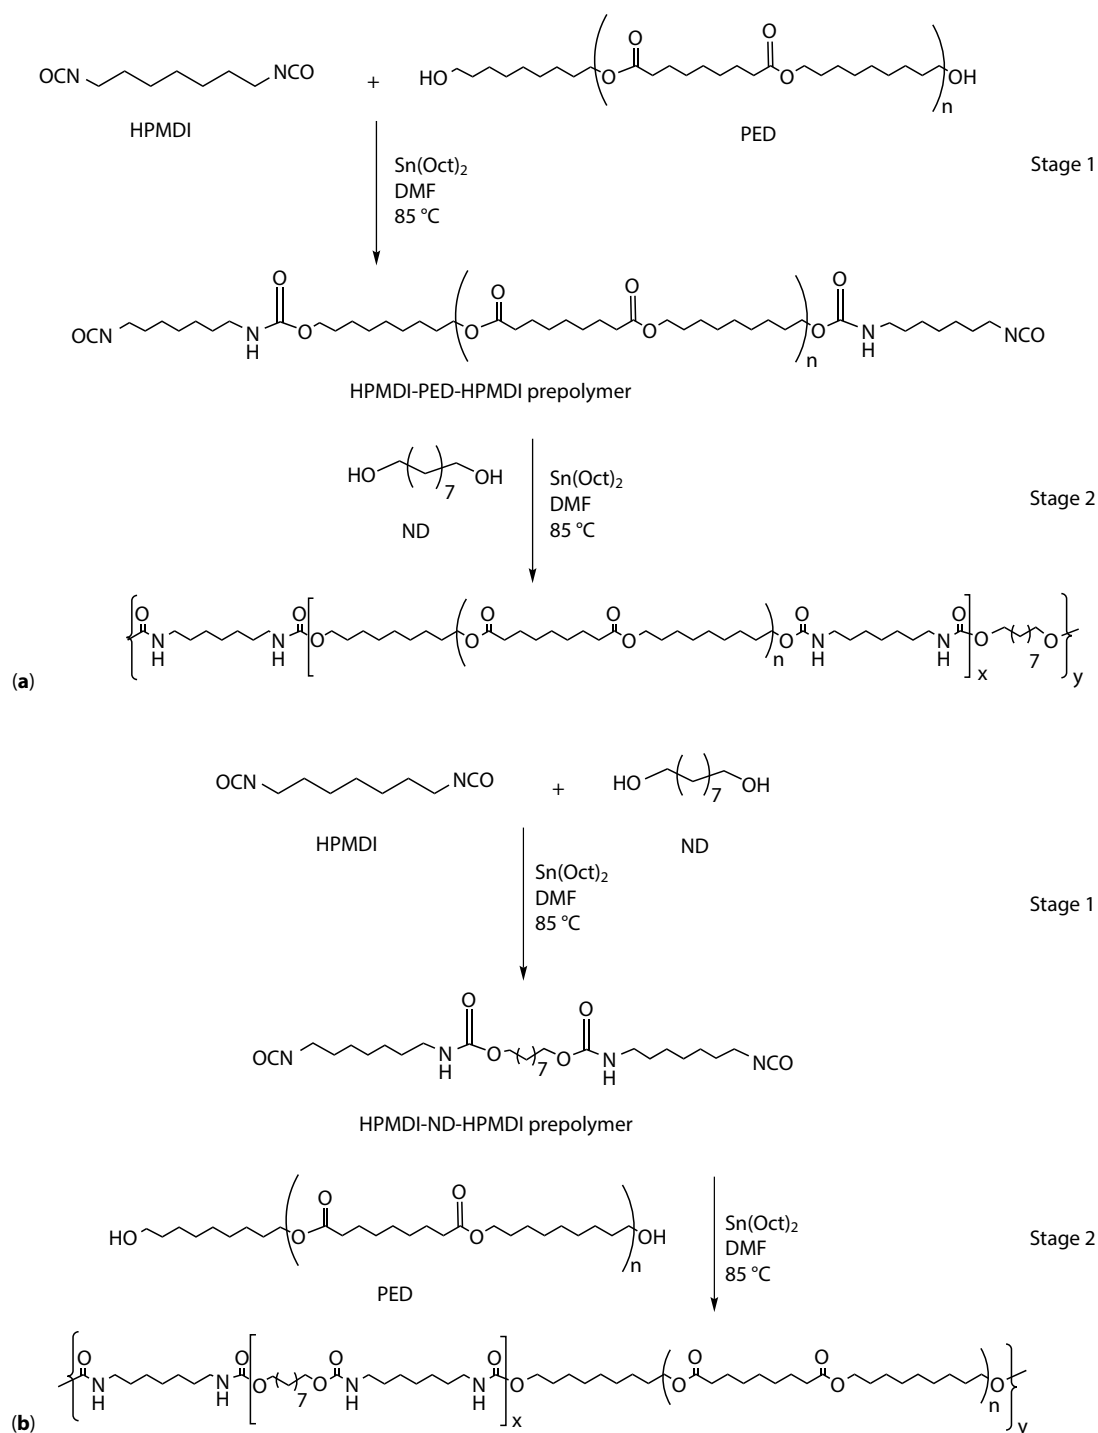 OCN NCO + HO O O O O OH n
HPMDI
PED
Stage 1
Sn(Oct)₂
DMF
85 °C
OCN N H O O O O O O n O O N H NCO
HPMDI-PED-HPMDI prepolymer
HO 7 OH
ND
Sn(Oct)₂
DMF
85 °C
Stage 2
O N H N H O O O O O O n O O N H N H O x O 7 O y
(a)
OCN NCO + HO 7 OH
HPMDI
ND
Sn(Oct)₂
DMF
85 °C
Stage 1
OCN N H O O 7 O O N H NCO
HPMDI-ND-HPMDI prepolymer
HO O O O O OH n
PED
Sn(Oct)₂
DMF
85 °C
Stage 2
O N H N H O O 7 O O N H N H O x O O O O O n O y
(b)